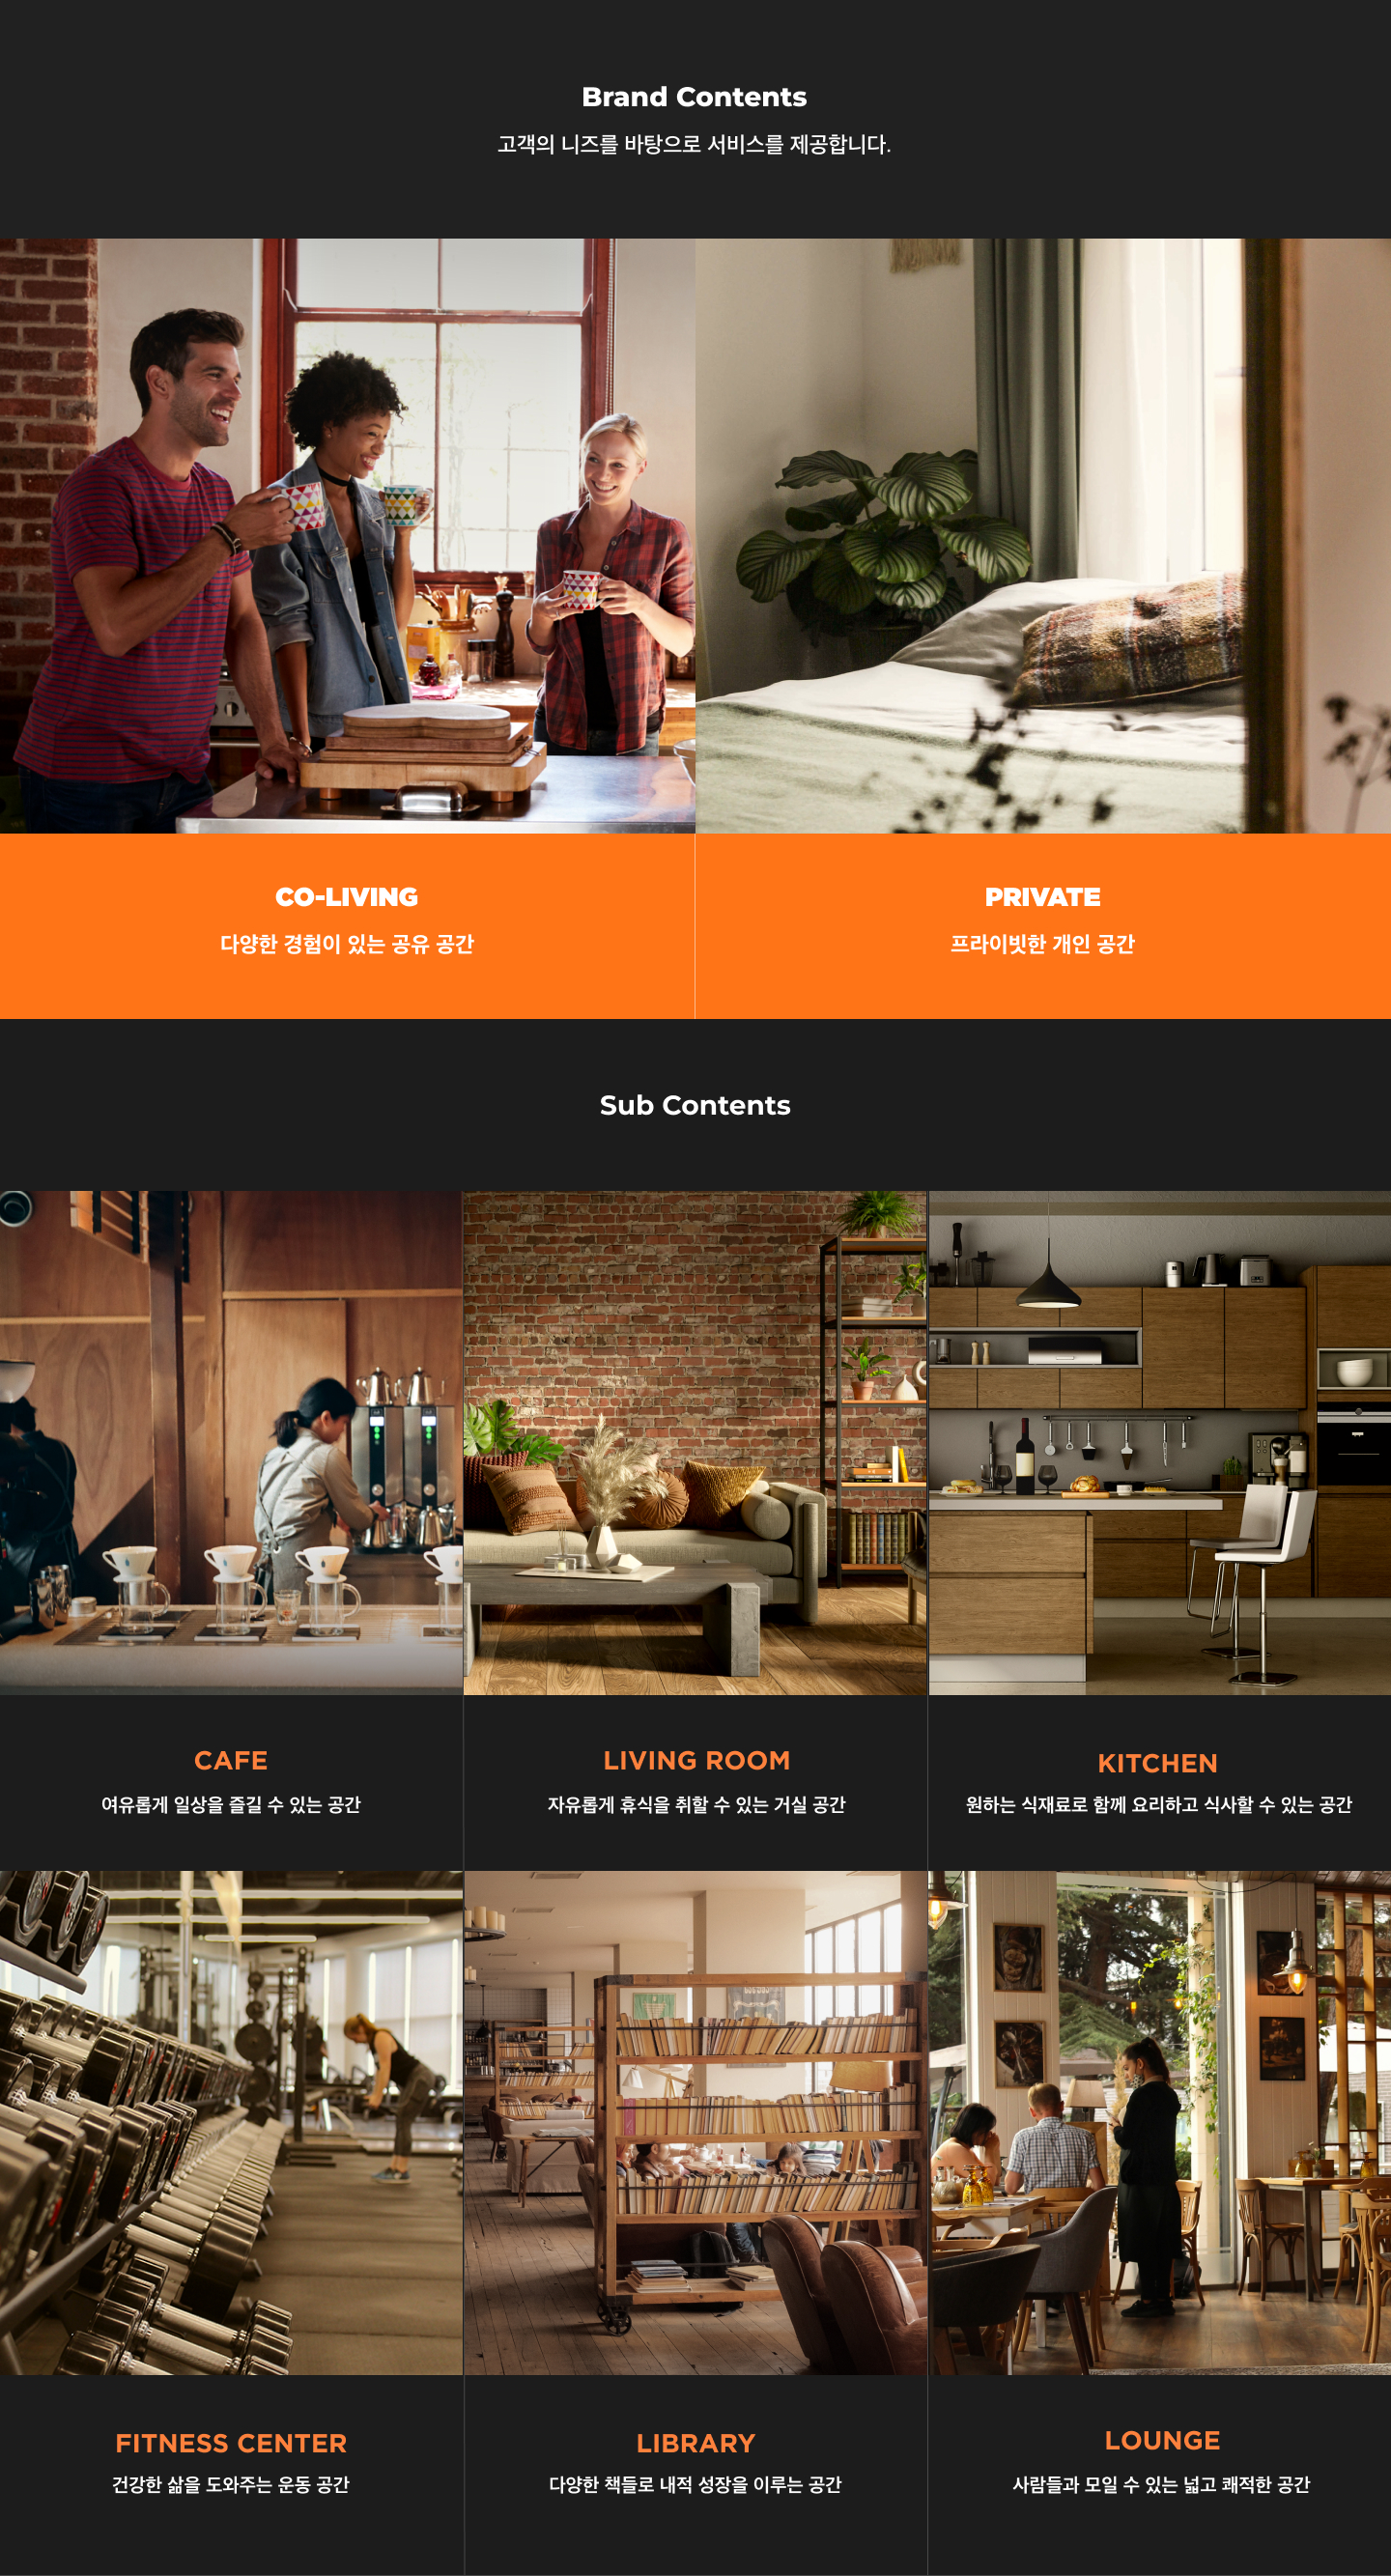 Brand Contents
고객의 니즈를 바탕으로 서비스를 제공합니다.
CO-LIVING
다양한 경험이 있는 공유 공간
PRIVATE
프라이빗한 개인 공간
Sub Contents
CAFE
여유롭게 일상을 즐길 수 있는 공간
LIVING ROOM
자유롭게 휴식을 취할 수 있는 거실 공간
KITCHEN
원하는 식재료로 함께 요리하고 식사할 수 있는 공간
FITNESS CENTER
건강한 삶을 도와주는 운동 공간
LIBRARY
다양한 책들로 내적 성장을 이루는 공간
LOUNGE
사람들과 모일 수 있는 넓고 쾌적한 공간